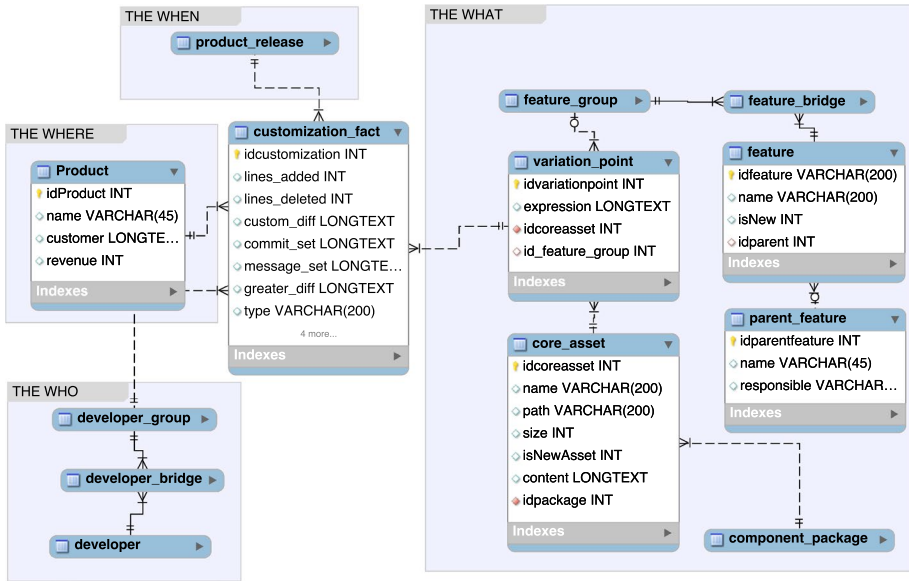 THE WHEN
product_release
THE WHERE
Product
idProduct INT
name VARCHAR(45)
customer LONGTE...
revenue INT
Indexes
customization_fact
idcustomization INT
lines_added INT
lines_deleted INT
custom_diff LONGTEXT
commit_set LONGTEXT
message_set LONGTE...
greater_diff LONGTEXT
type VARCHAR(200)
4 more...
Indexes
THE WHO
developer_group
developer_bridge
developer
THE WHAT
feature_group
feature_bridge
variation_point
idvariationpoint INT
expression LONGTEXT
idcoreasset INT
id_feature_group INT
Indexes
feature
idfeature VARCHAR(200)
name VARCHAR(200)
isNew INT
idparent INT
Indexes
core_asset
idcoreasset INT
name VARCHAR(200)
path VARCHAR(200)
size INT
isNewAsset INT
content LONGTEXT
idpackage INT
Indexes
parent_feature
idparentfeature INT
name VARCHAR(45)
responsible VARCHAR...
Indexes
component_package